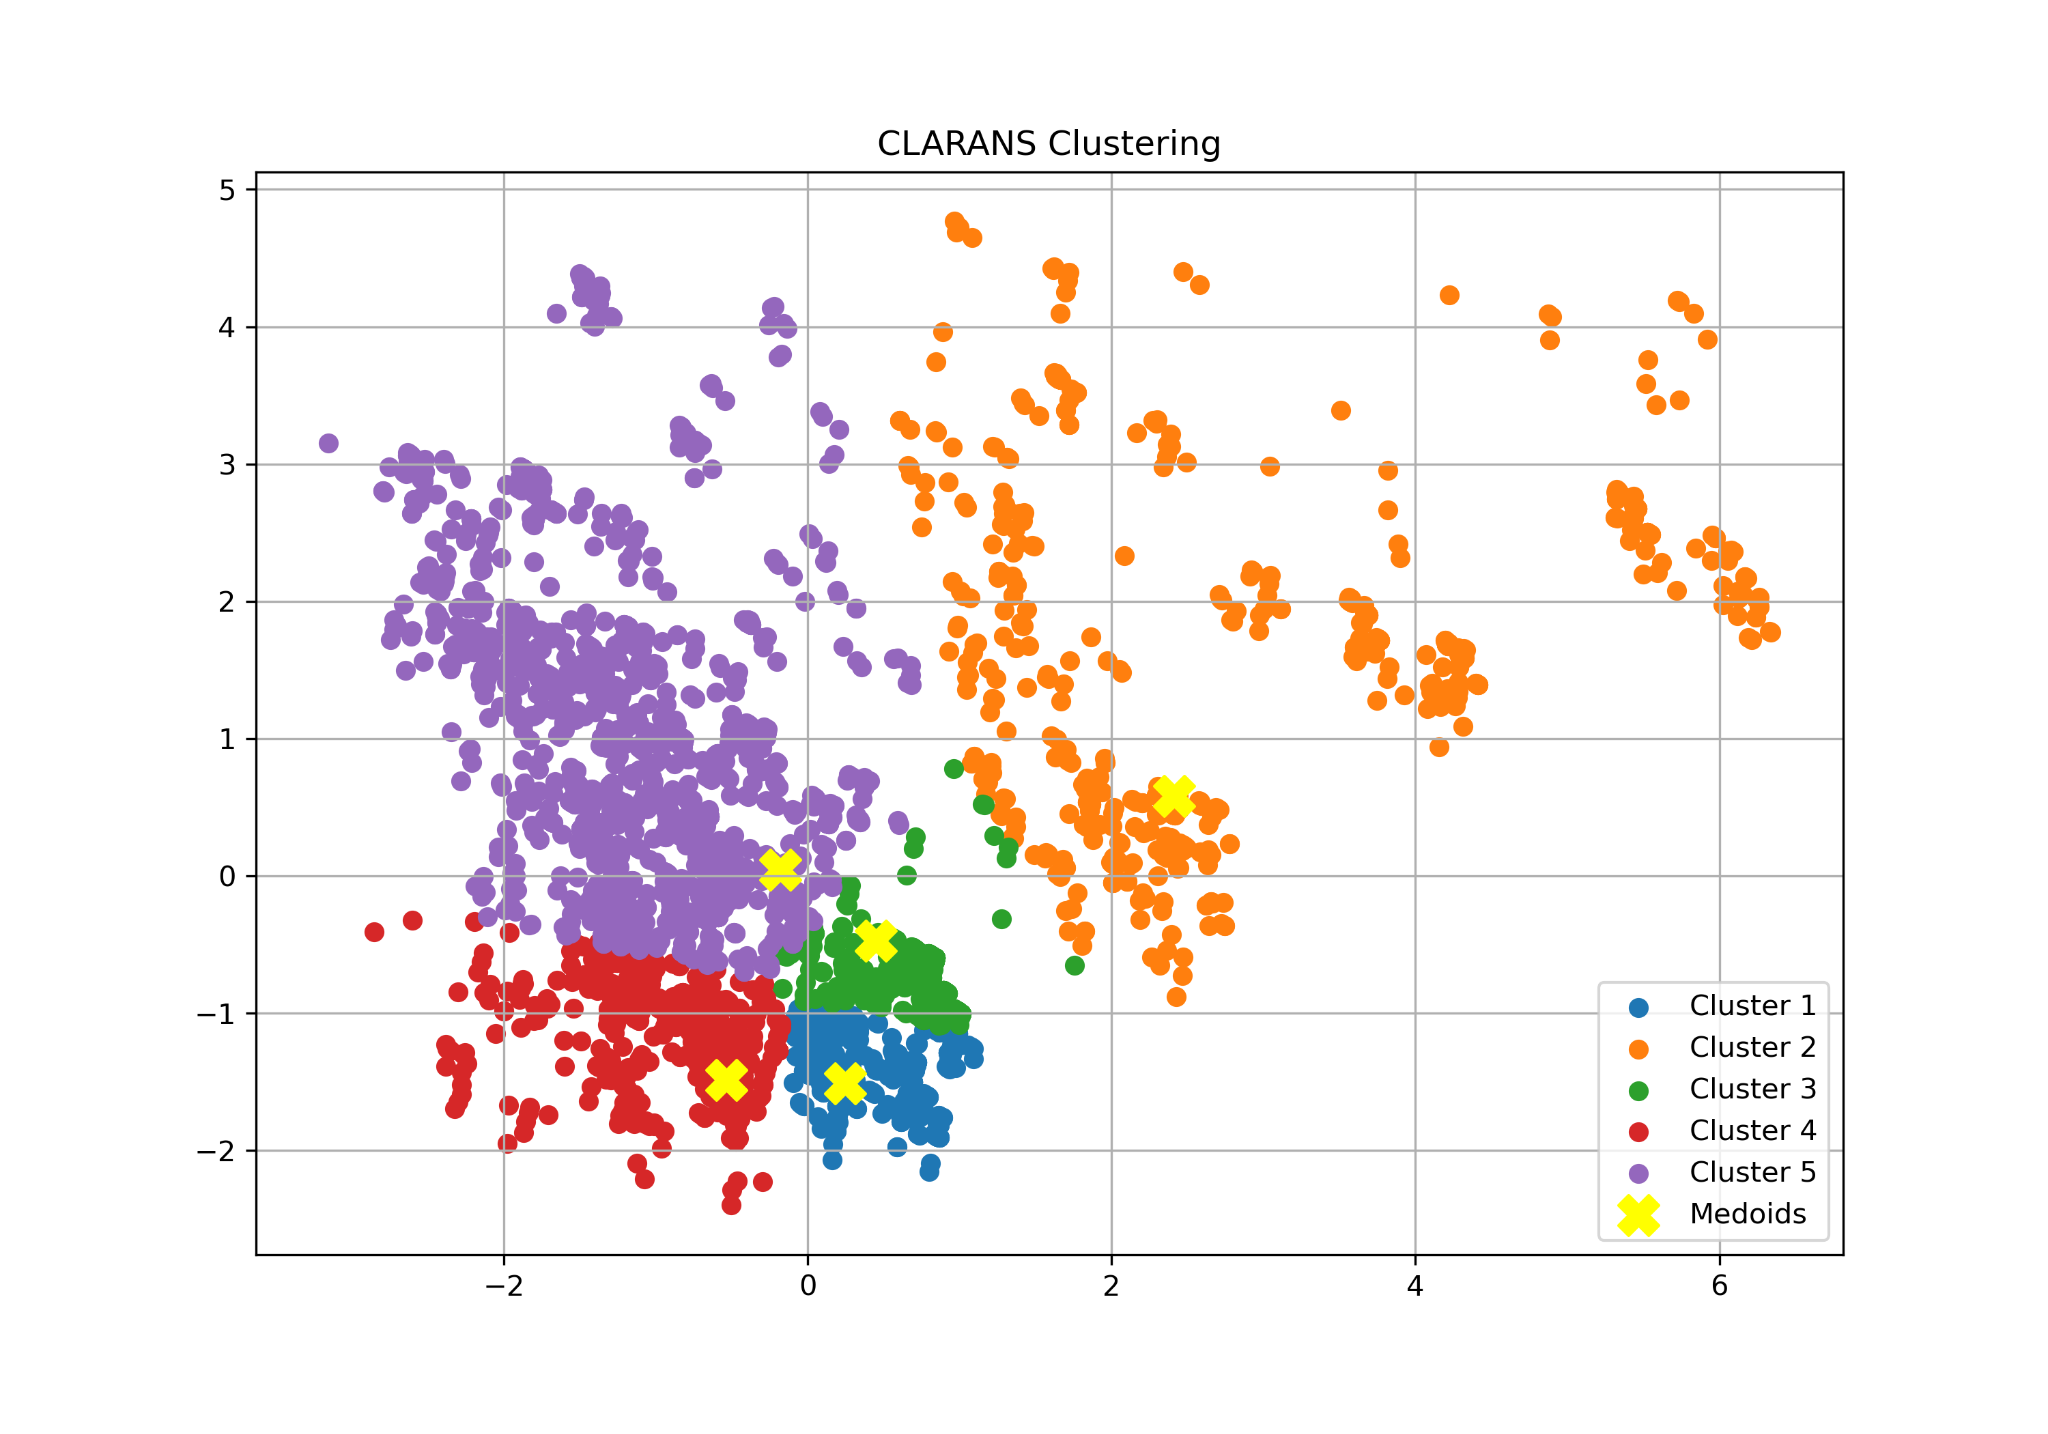 CLARANS Clustering
5
4
3
2
1
0
−1
−2
−2 0 2 4 6
Cluster 1
Cluster 2
Cluster 3
Cluster 4
Cluster 5
Medoids